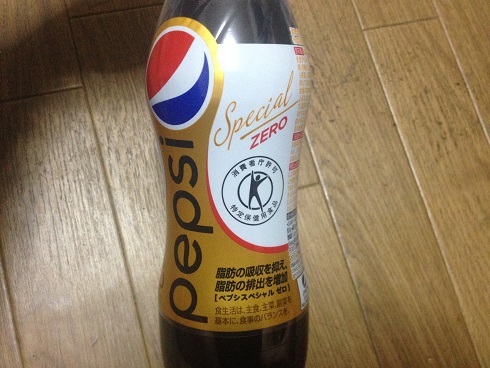 pepsi
Special
ZERO
消費者庁許可
特定保健用食品
脂肪の吸収を抑え、
脂肪の排出を増加
【ペプシスペシャル ゼロ】
食生活は、主食、主菜、副菜を
基本に、食事のバランスを。